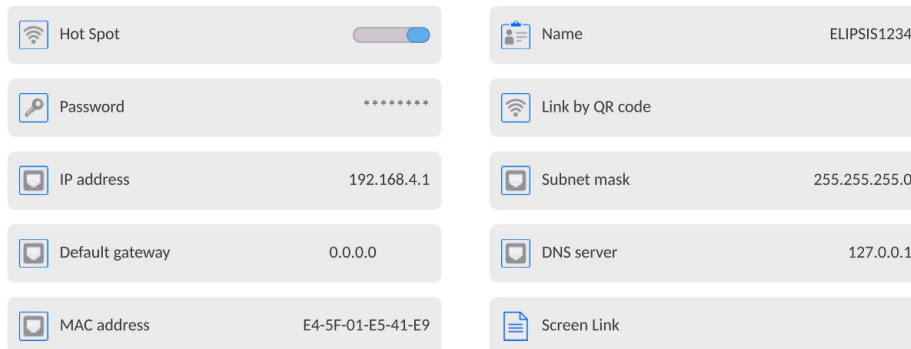 Hot Spot
Name ELIPSIS1234
Password ********
Link by QR code
IP address 192.168.4.1
Subnet mask 255.255.255.0
Default gateway 0.0.0.0
DNS server 127.0.0.1
MAC address E4-5F-01-E5-41-E9
Screen Link